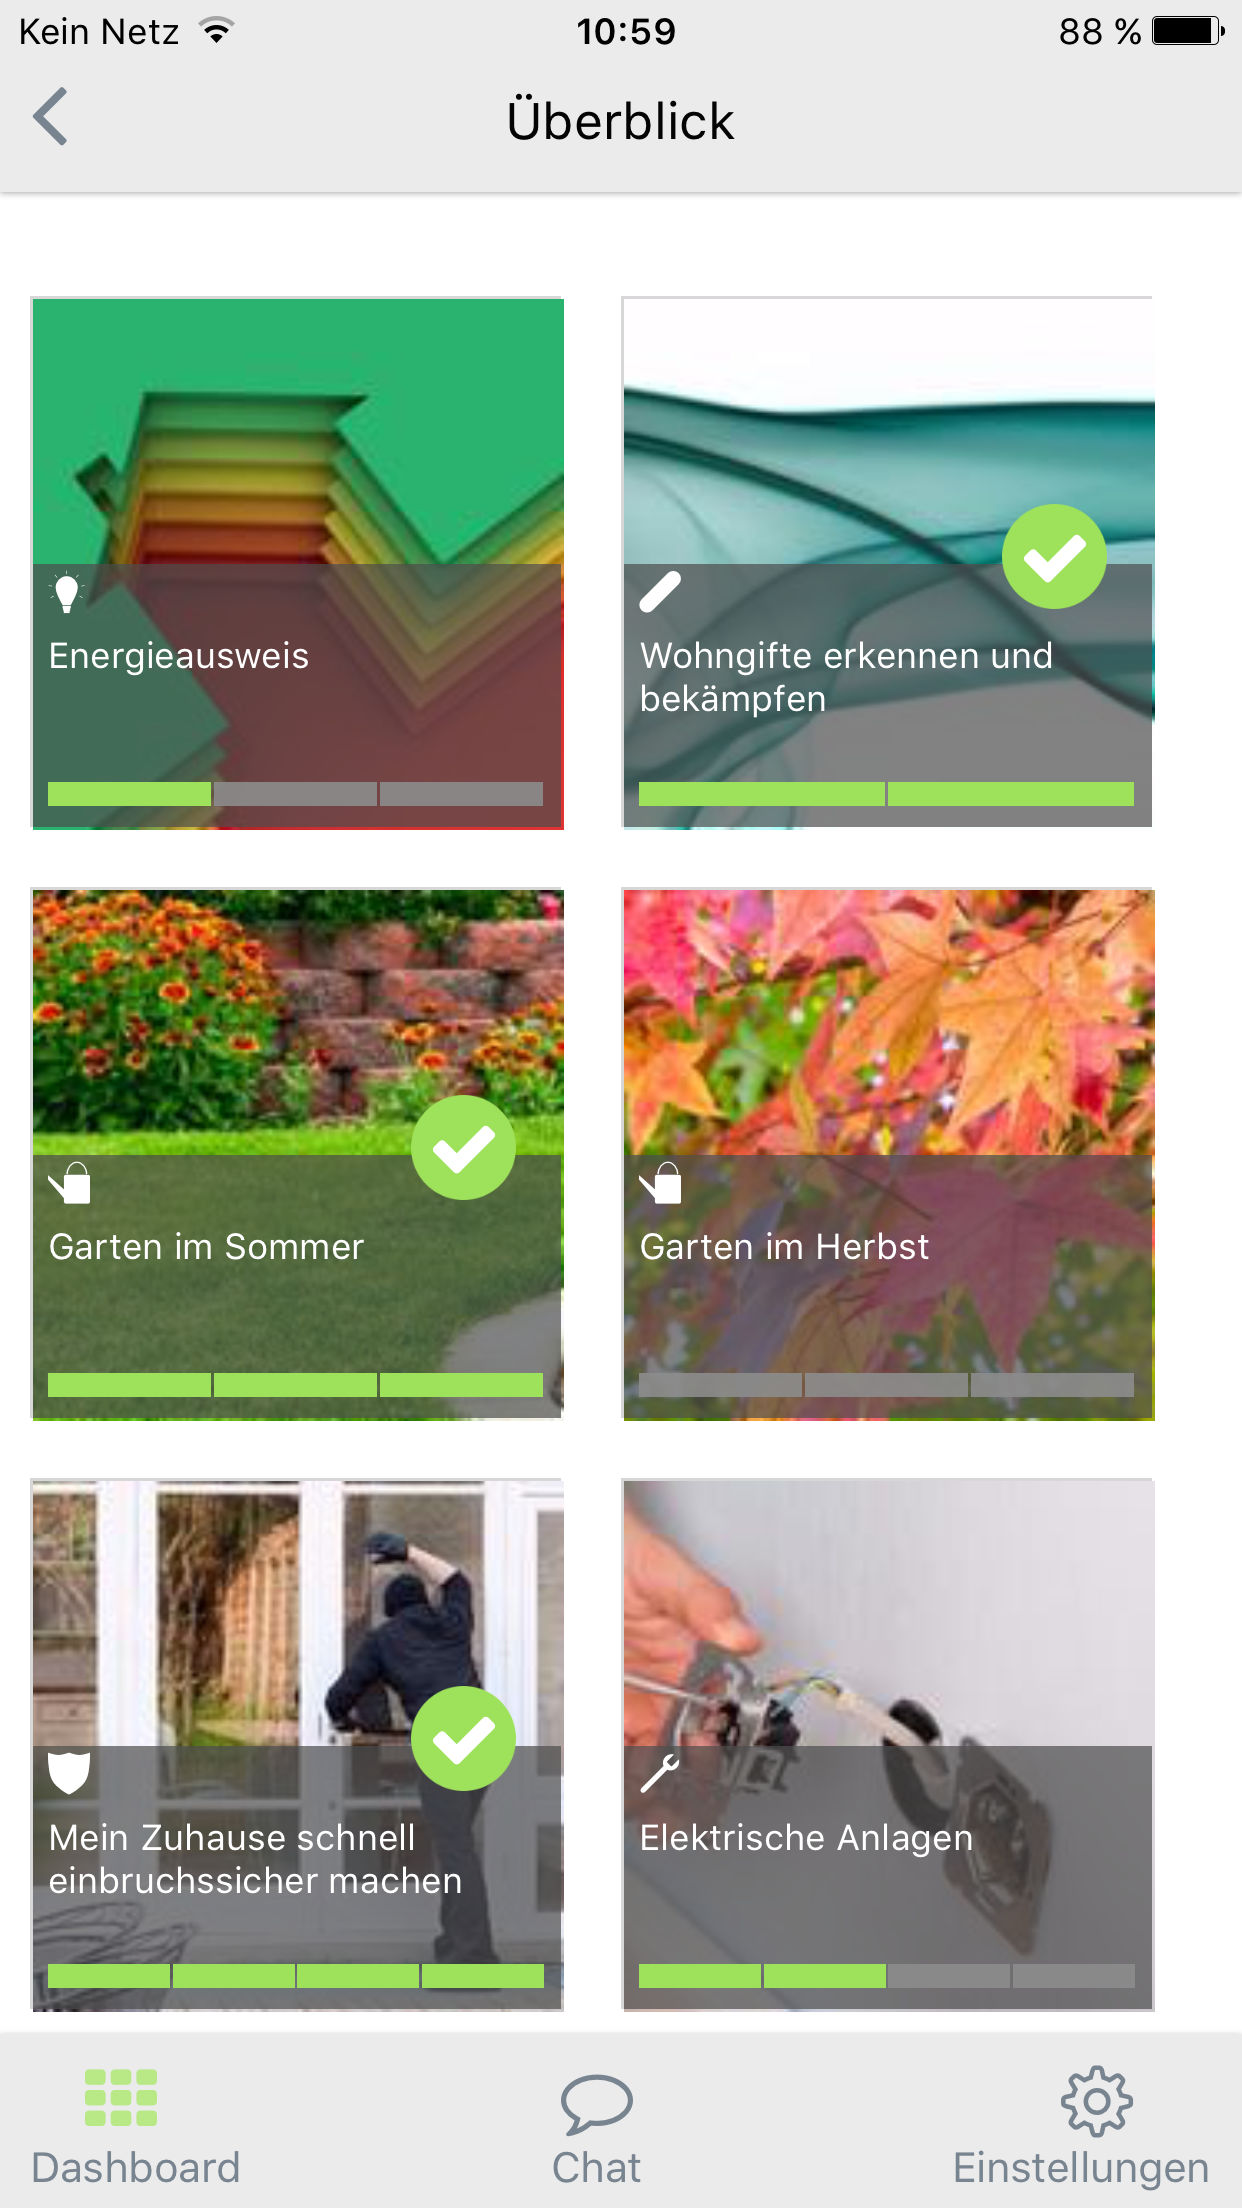 Kein Netz 10:59 88 %
Überblick
Energieausweis
Wohngifte erkennen und
bekämpfen
Garten im Sommer
Garten im Herbst
Mein Zuhause schnell
einbruchssicher machen
Elektrische Anlagen
Dashboard Chat Einstellungen